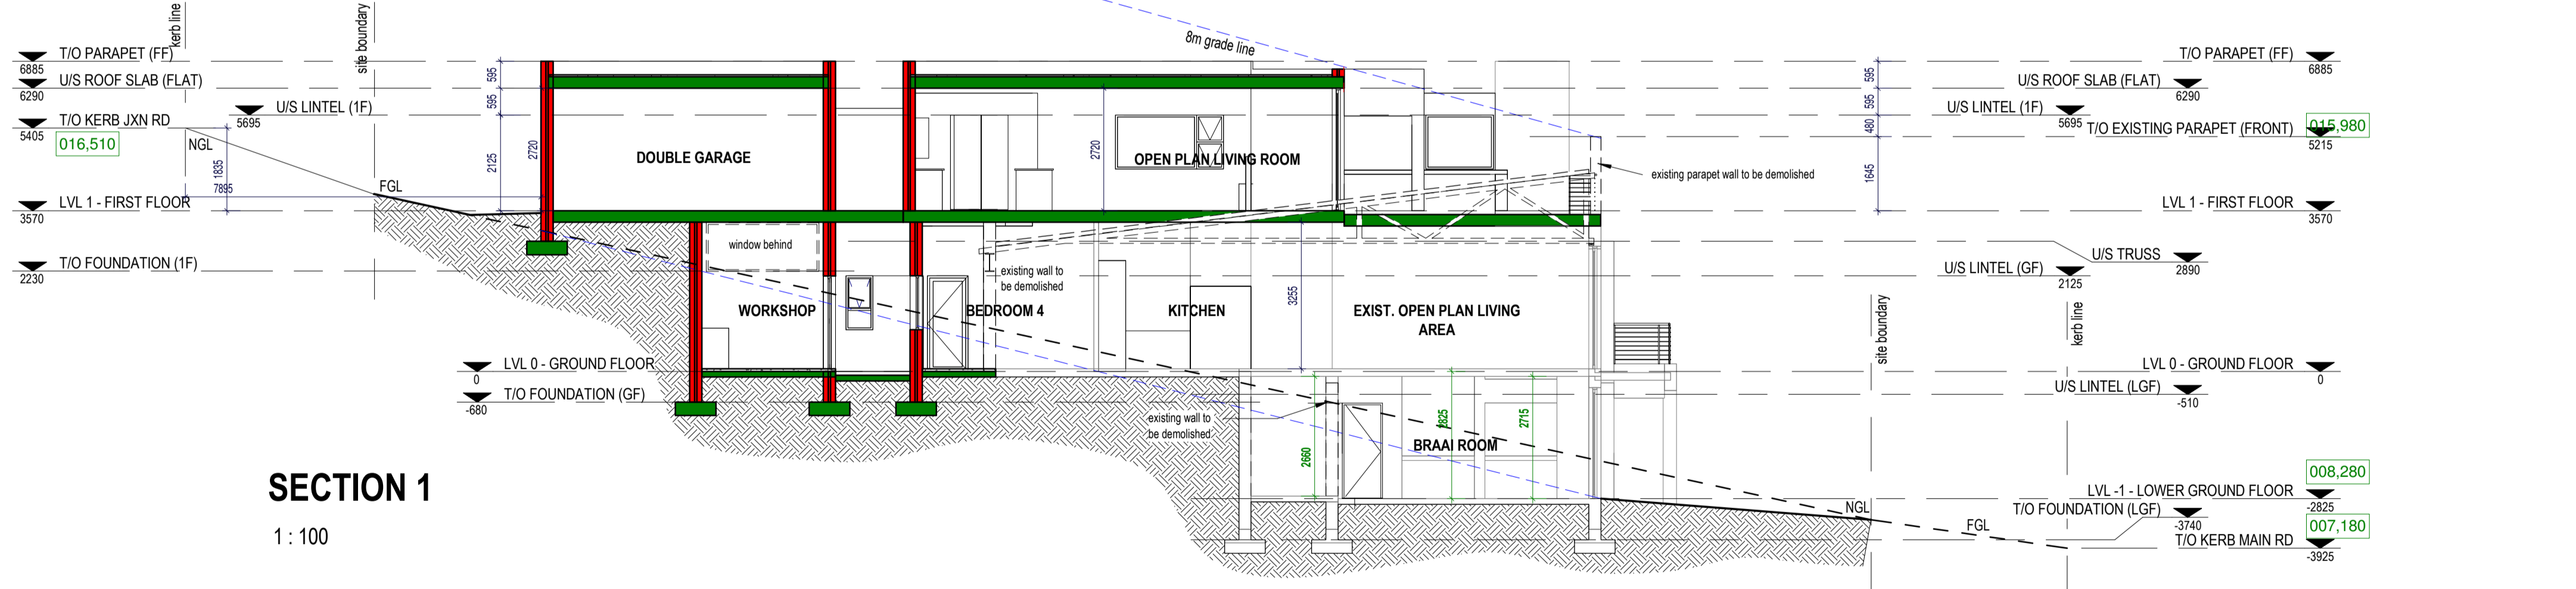 kerb line
site boundary
T/O PARAPET (FF)
6885
U/S ROOF SLAB (FLAT)
6290
U/S LINTEL (1F)
5695
T/O KERB JXN RD
5405
016,510
NGL
1835
7895
FGL
LVL 1 - FIRST FLOOR
3570
T/O FOUNDATION (1F)
2230
LVL 0 - GROUND FLOOR
0
T/O FOUNDATION (GF)
-680
595
595
2125
2720
DOUBLE GARAGE
2720
OPEN PLAN LIVING ROOM
8m grade line
existing parapet wall to be demolished
window behind
WORKSHOP
existing wall to
be demolished
BEDROOM 4
KITCHEN
3255
EXIST. OPEN PLAN LIVING
AREA
existing wall to
be demolished
2660
2825
2715
BRAAI ROOM
595
595
480
1645
T/O PARAPET (FF)
6885
U/S ROOF SLAB (FLAT)
6290
U/S LINTEL (1F)
5695
015,980
T/O EXISTING PARAPET (FRONT)
5215
LVL 1 - FIRST FLOOR
3570
U/S TRUSS
2890
U/S LINTEL (GF)
2125
site boundary
kerb line
LVL 0 - GROUND FLOOR
0
U/S LINTEL (LGF)
-510
008,280
LVL -1 - LOWER GROUND FLOOR
-2825
NGL
T/O FOUNDATION (LGF)
-3740
FGL
007,180
T/O KERB MAIN RD
-3925
SECTION 1
1 : 100